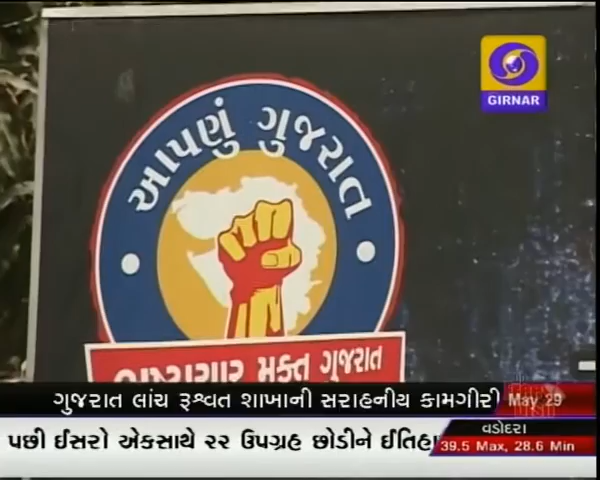 GIRNAR
આપણું ગુજરાત
ભ્રષ્ટાચાર મુક્ત ગુજરાત
ગુજરાત લાંચ રૂશ્વત શાખાની સરાહનીય કામગીરી
May 29
વડોદરા
પછી ઈસરો એકસાથે ૨૨ ઉપગ્રહ છોડીને
39.5 Max, 28.6 Min